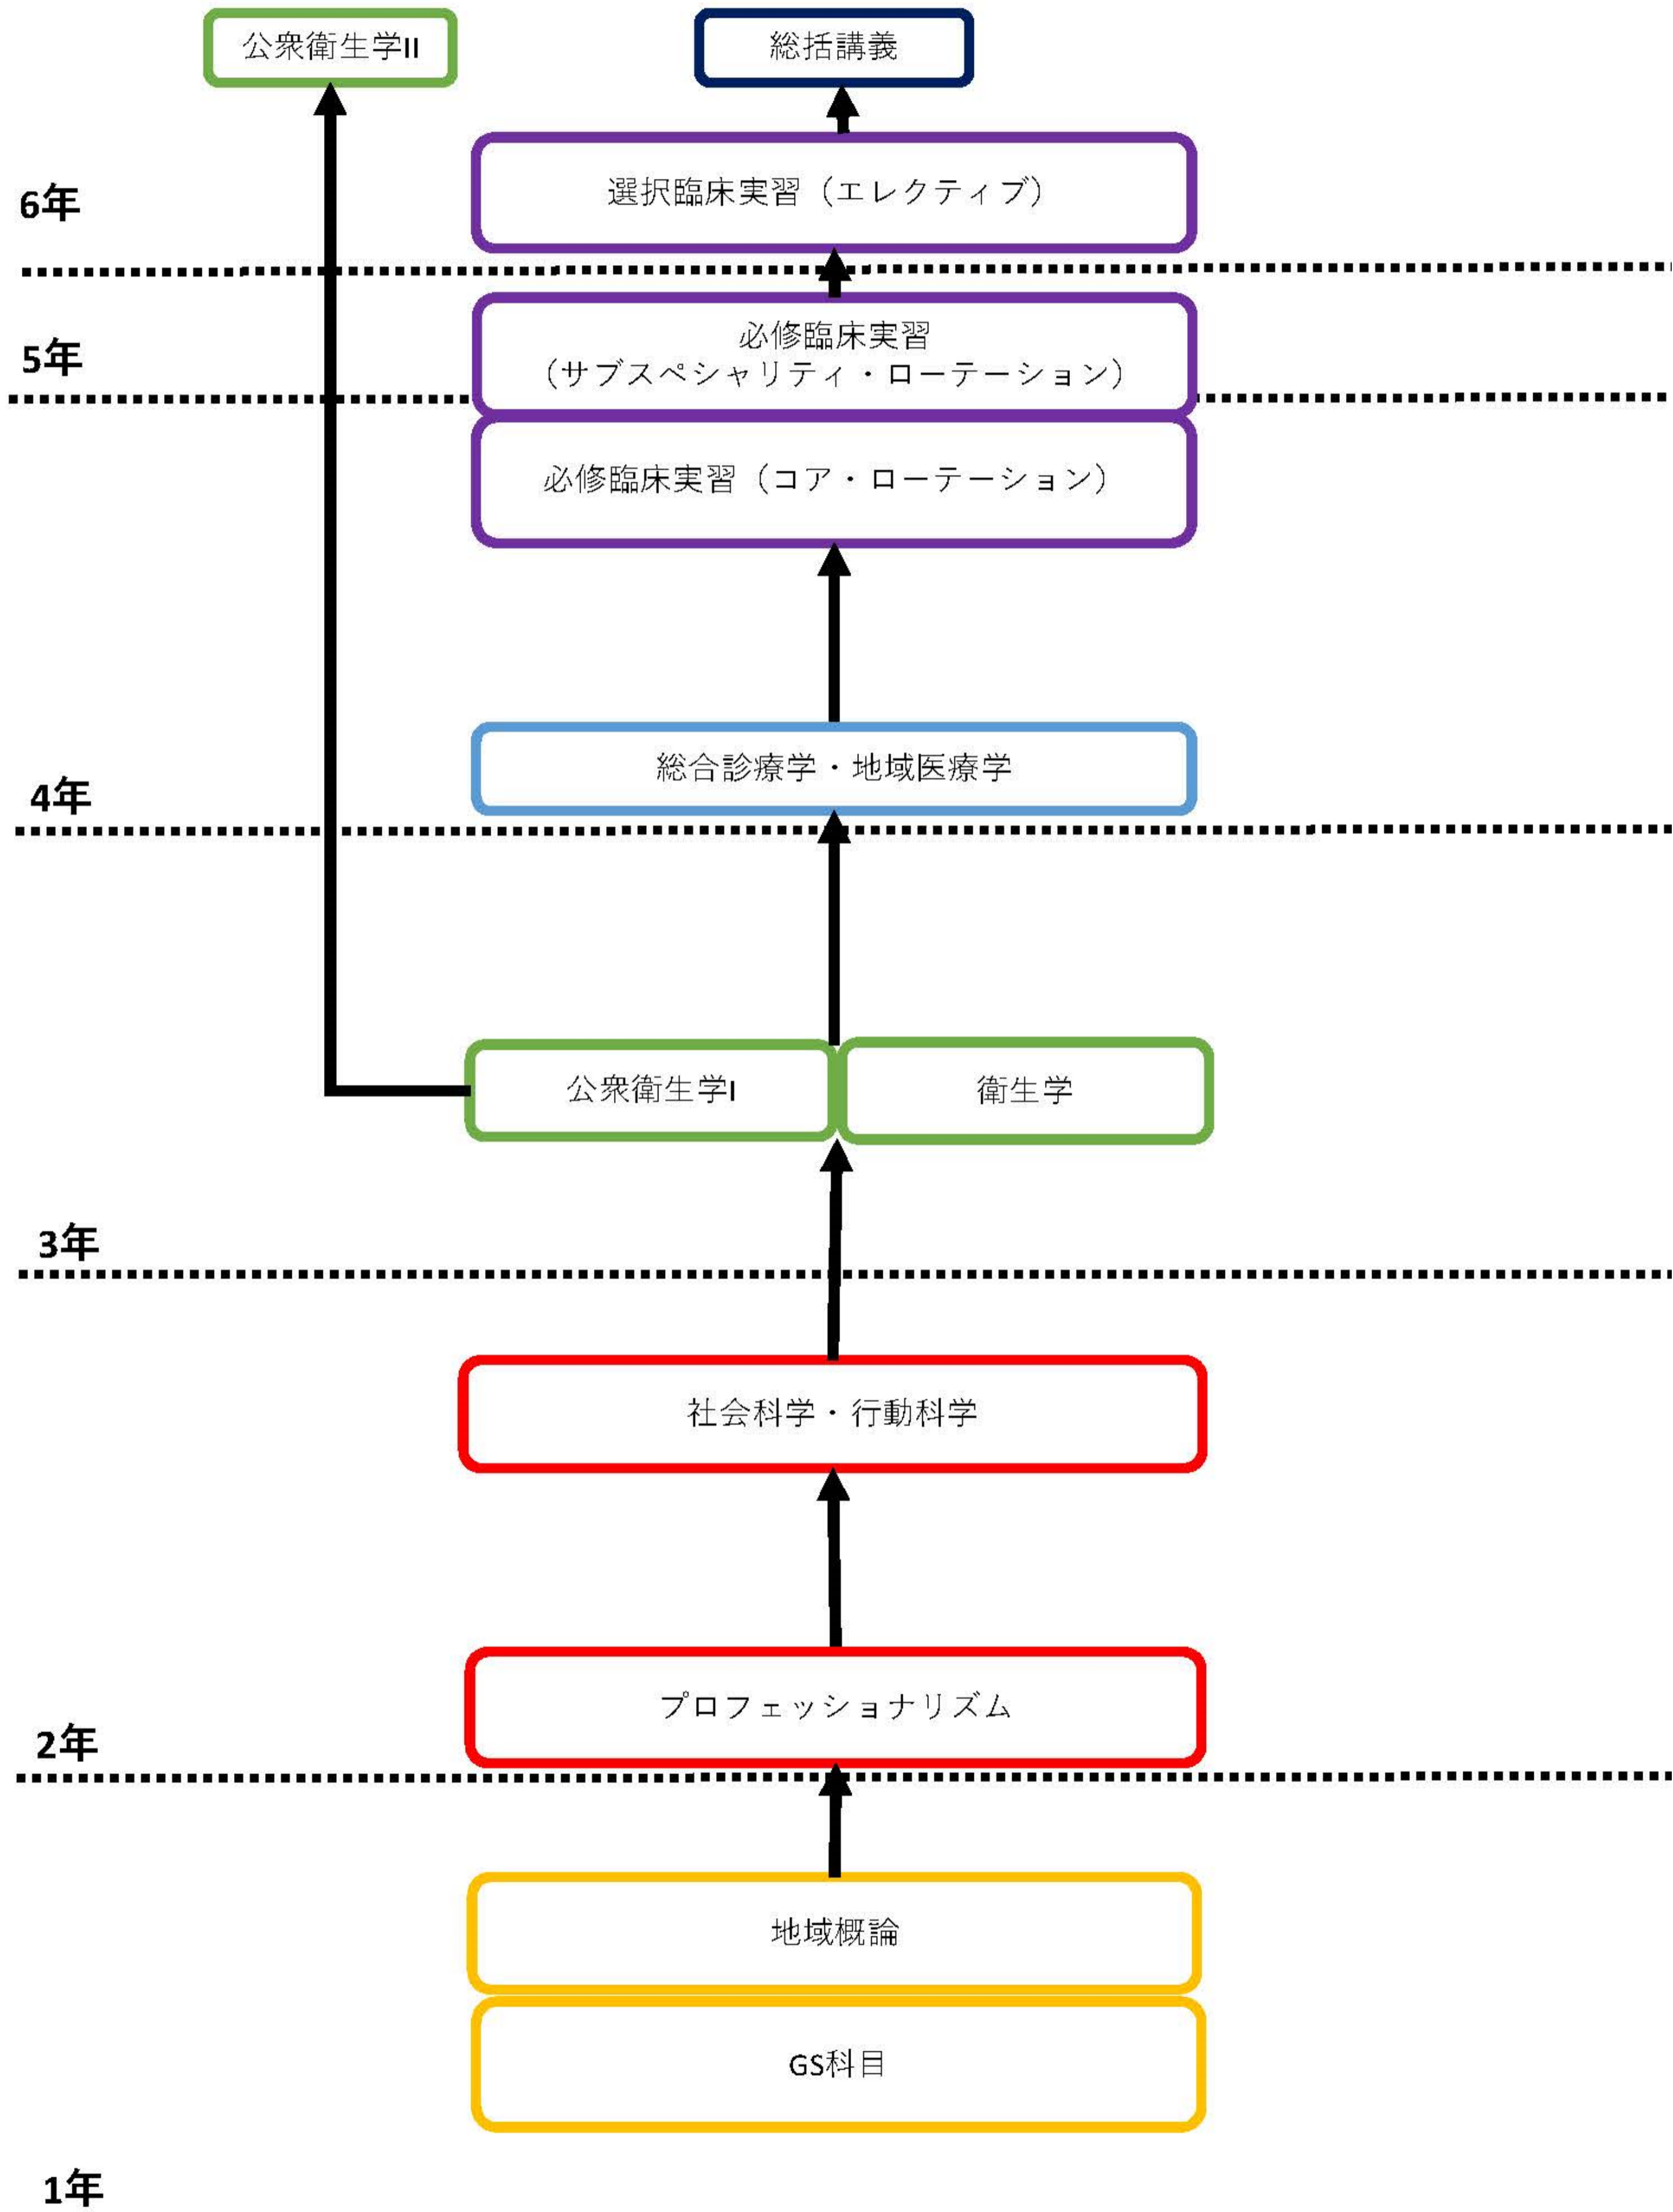 公衆衛生学II
総括講義
選択臨床実習（エレクティブ）
6年
必修臨床実習
（サブスペシャリティ・ローテーション）
5年
必修臨床実習（コア・ローテーション）
総合診療学・地域医療学
4年
公衆衛生学I
衛生学
3年
社会科学・行動科学
プロフェッショナリズム
2年
地域概論
GS科目
1年